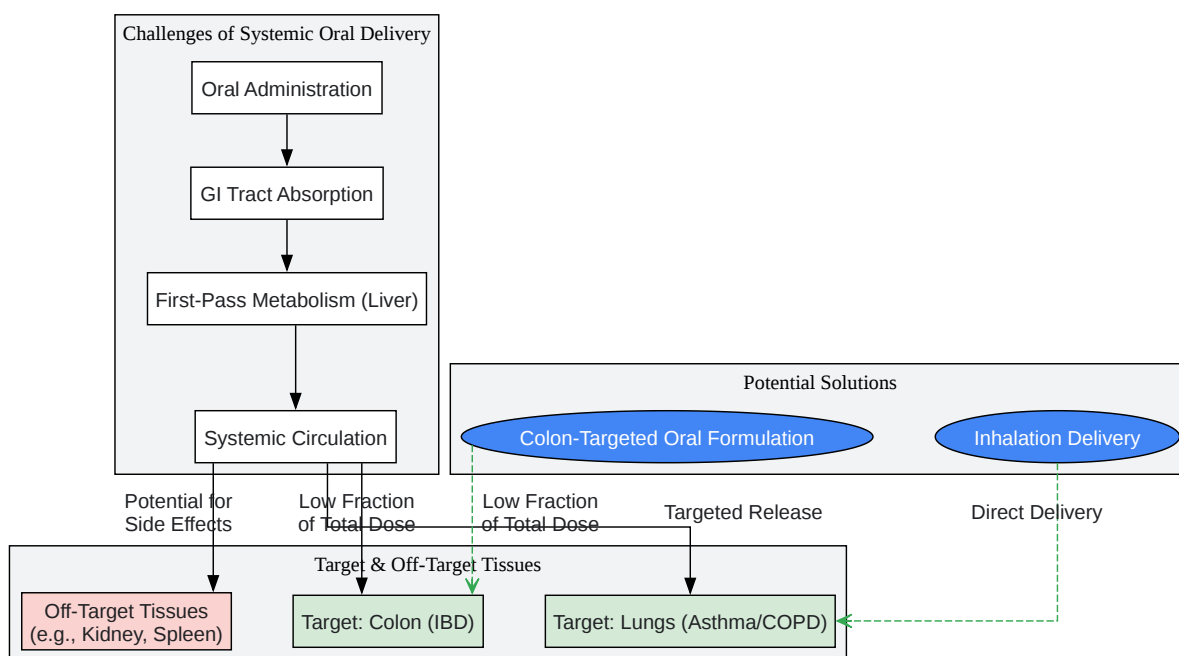 Challenges of Systemic Oral Delivery
Oral Administration
GI Tract Absorption
First-Pass Metabolism (Liver)
Systemic Circulation
Potential Solutions
Colon-Targeted Oral Formulation
Inhalation Delivery
Potential for
Side Effects
Low Fraction
of Total Dose
Low Fraction
of Total Dose
Targeted Release
Direct Delivery
Target & Off-Target Tissues
Off-Target Tissues
(e.g., Kidney, Spleen)
Target: Colon (IBD)
Target: Lungs (Asthma/COPD)